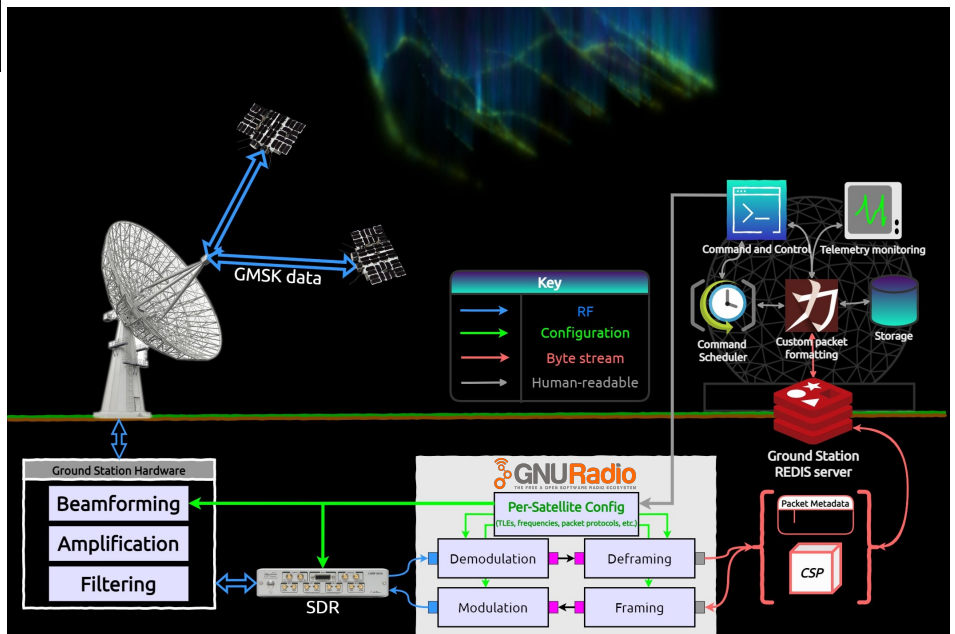 GMSK data
Command and Control
Telemetry monitoring
Command
Scheduler
Custom packet
formatting
力
Storage
Key
RF
Configuration
Byte stream
Human-readable
Ground Station
REDIS server
Ground Station Hardware
Beamforming
Amplification
Filtering
SDR
GNURadio
THE FREE & OPEN SOFTWARE RADIO ECOSYSTEM
Per-Satellite Config
(TLEs, frequencies, packet protocols, etc.)
Demodulation
Deframing
Modulation
Framing
Packet Metadata
CSP